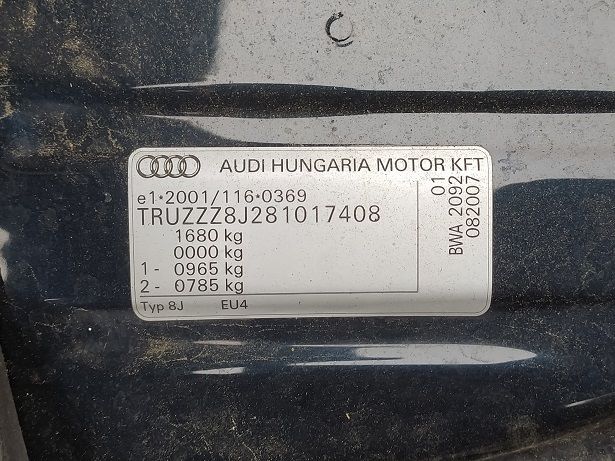 AUDI HUNGARIA MOTOR KFT
e1*2001/116*0369
TRUZZZ8J281017408
1680 kg
0000 kg
1 - 0965 kg
2 - 0785 kg
Typ 8J EU4
01
BWA 2092
082007